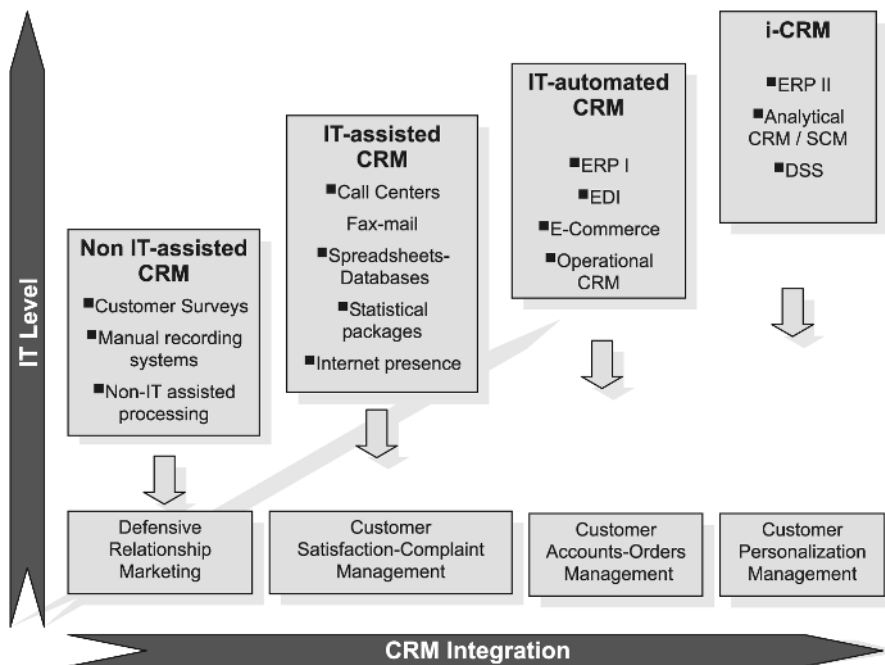 IT Level
Non IT-assisted
CRM
■Customer Surveys
■Manual recording
systems
■Non-IT assisted
processing
IT-assisted
CRM
■Call Centers
Fax-mail
■Spreadsheets-
Databases
■Statistical
packages
■Internet presence
IT-automated
CRM
■ERP I
■EDI
■E-Commerce
■Operational
CRM
i-CRM
■ERP II
■Analytical
CRM / SCM
■DSS
Defensive
Relationship
Marketing
Customer
Satisfaction-Complaint
Management
Customer
Accounts-Orders
Management
Customer
Personalization
Management
CRM Integration